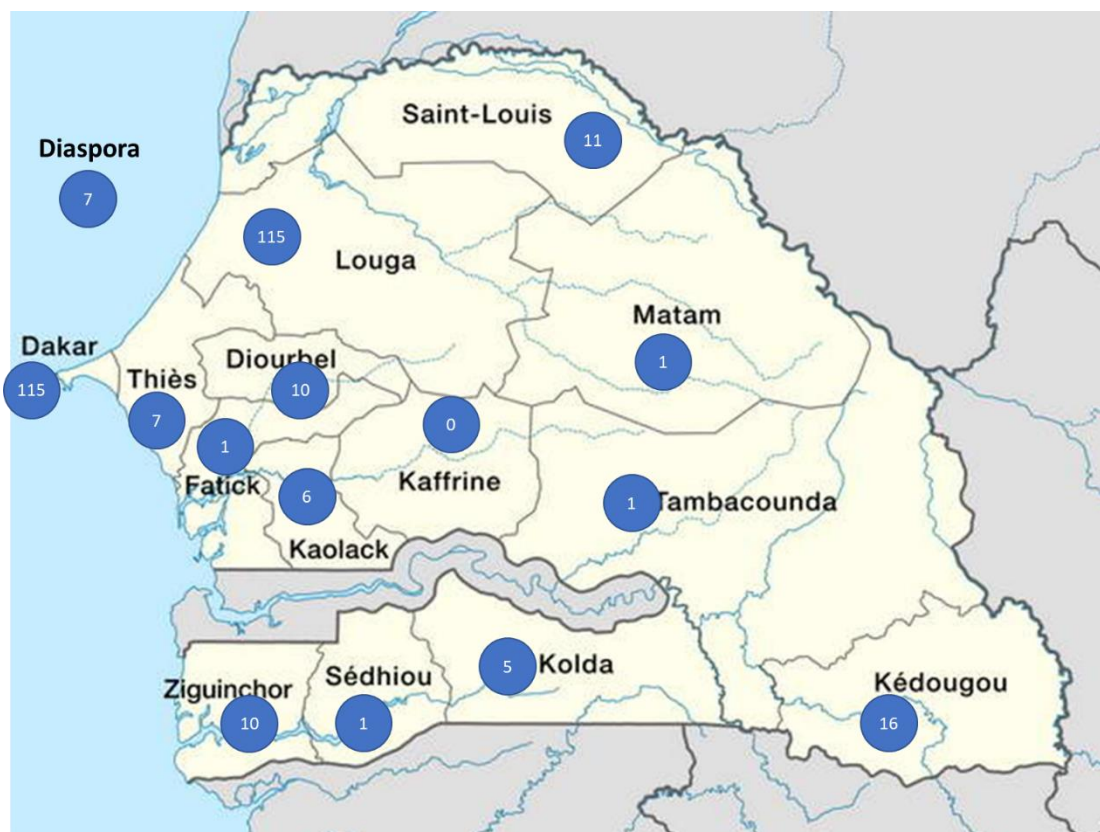 Saint-Louis
11
Diaspora
7
115
Louga
Matam
1
Dakar
115
Thiès
7
Diourbel
10
0
Kaffrine
1
Fatick
6
Kaolack
1
Tambacounda
5
Kolda
Sédhiou
1
Ziguinchor
10
Kédougou
16